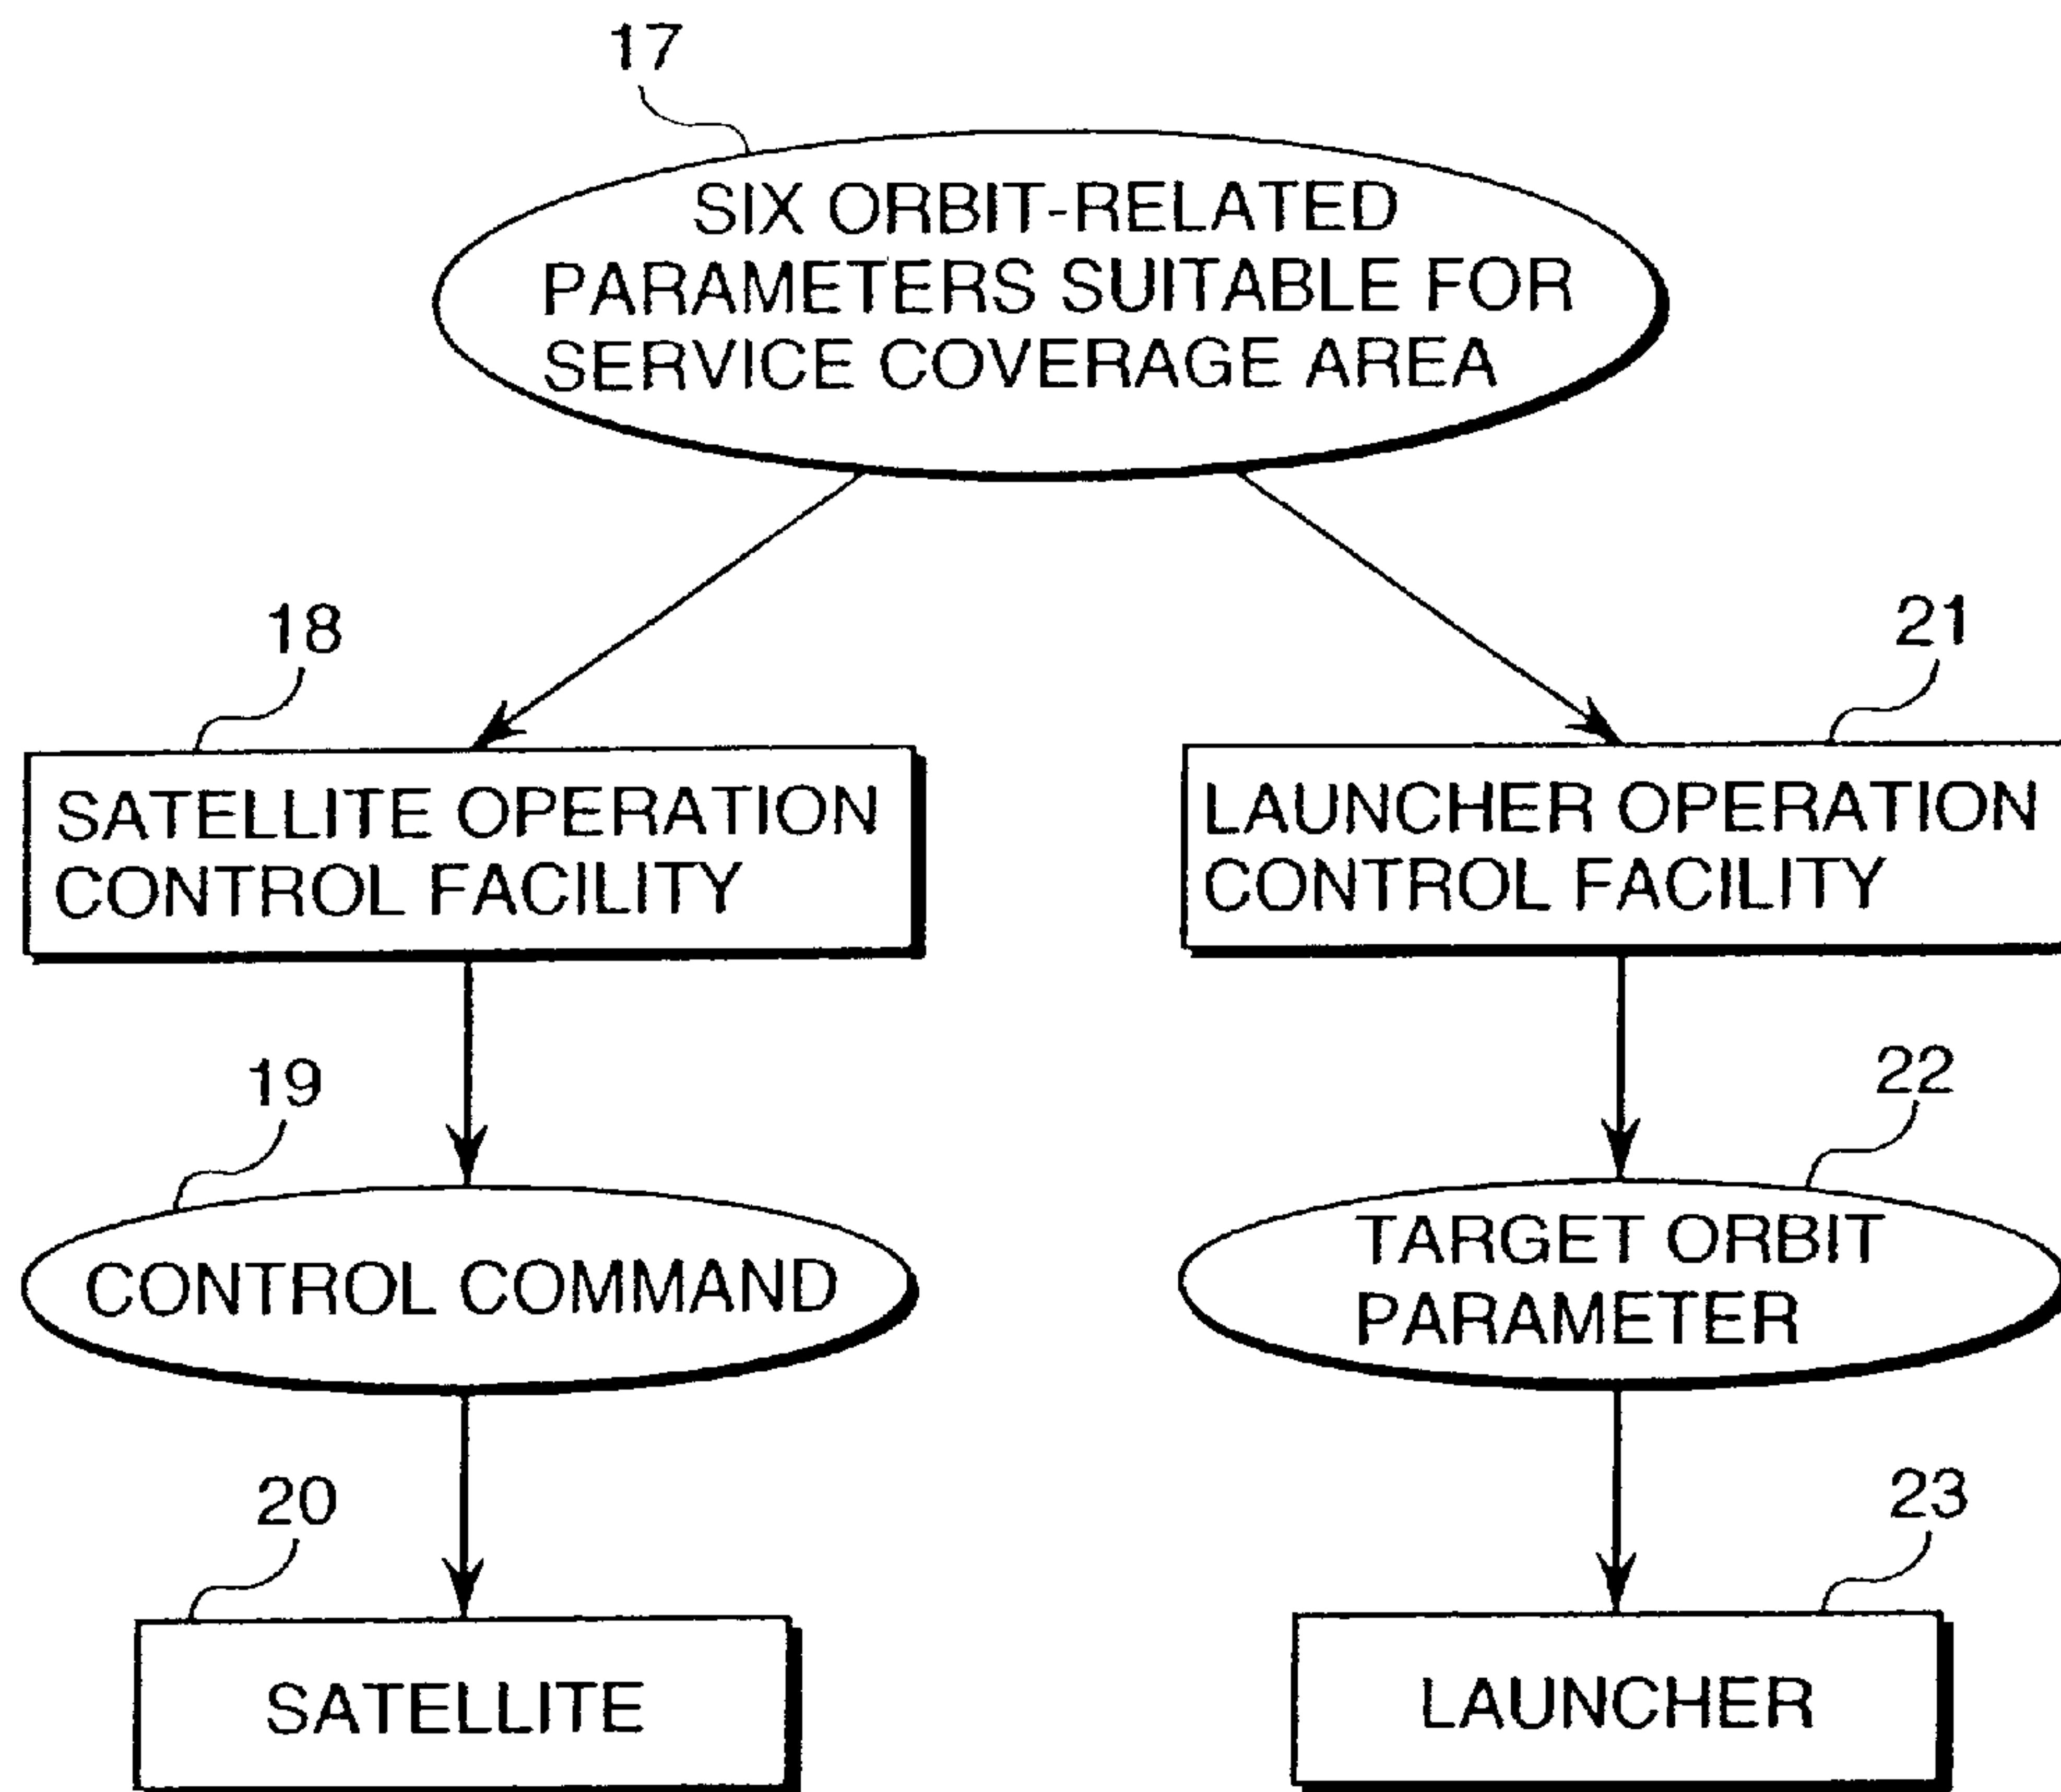 17
SIX ORBIT-RELATED
PARAMETERS SUITABLE FOR
SERVICE COVERAGE AREA
18
SATELLITE OPERATION
CONTROL FACILITY
19
CONTROL COMMAND
20
SATELLITE
21
LAUNCHER OPERATION
CONTROL FACILITY
22
TARGET ORBIT
PARAMETER
23
LAUNCHER